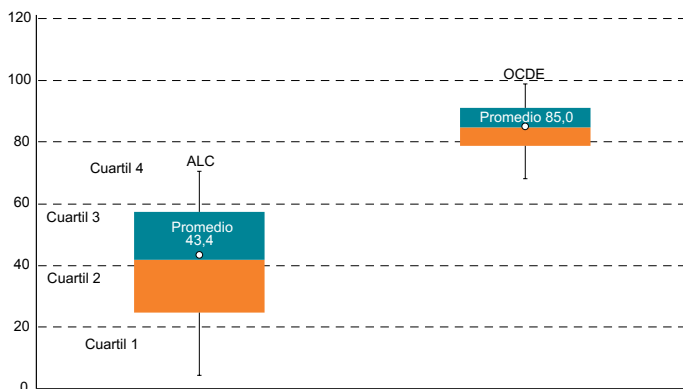 120
100
80
60
40
20
0
Cuartil 4
Cuartil 3
Cuartil 2
Cuartil 1
ALC
Promedio
43,4
OCDE
Promedio 85,0